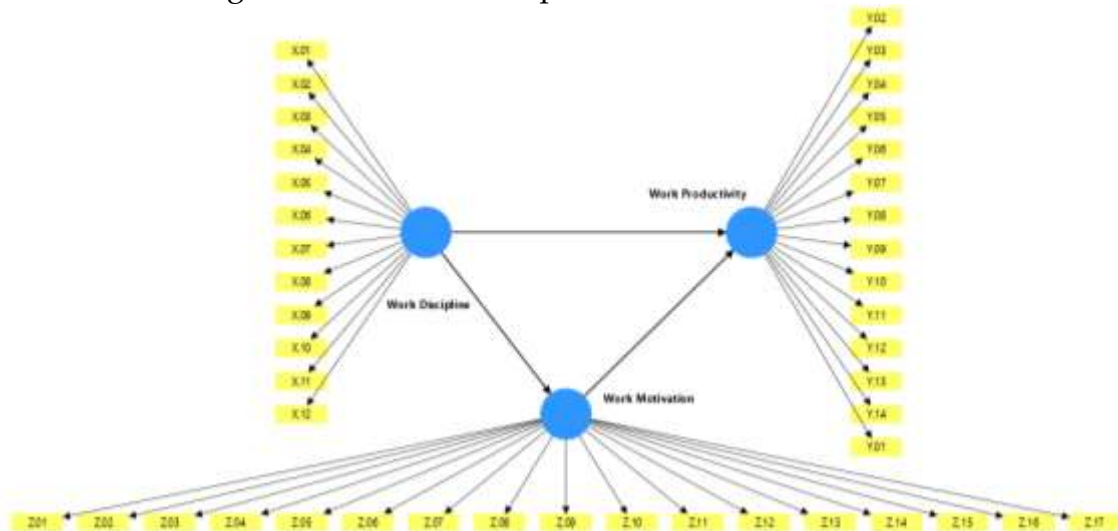 X.01
X.02
X.03
X.04
X.05
X.06
X.07
X.08
X.09
X.10
X.11
X.12
Work Discipline
Work Productivity
Work Motivation
Y.02
Y.03
Y.04
Y.05
Y.06
Y.07
Y.08
Y.09
Y.10
Y.11
Y.12
Y.13
Y.14
Y.01
Z.01 Z.02 Z.03 Z.04 Z.05 Z.06 Z.07 Z.08 Z.09 Z.10 Z.11 Z.12 Z.13 Z.14 Z.15 Z.16 Z.17